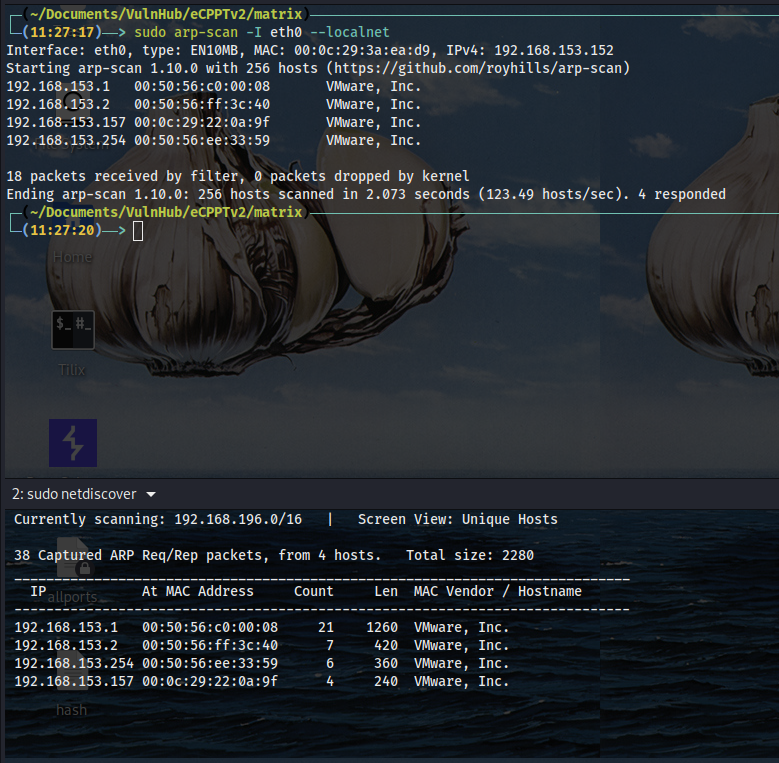 (~/Documents/VulnHub/eCPPTv2/matrix)
(11:27:17)——> sudo arp-scan -I eth0 --localnet
Interface: eth0, type: EN10MB, MAC: 00:0c:29:3a:ea:d9, IPv4: 192.168.153.152
Starting arp-scan 1.10.0 with 256 hosts (https://github.com/royhills/arp-scan)
192.168.153.1 00:50:56:c0:00:08 VMware, Inc.
192.168.153.2 00:50:56:ff:3c:40 VMware, Inc.
192.168.153.157 00:0c:29:22:0a:9f VMware, Inc.
192.168.153.254 00:50:56:ee:33:59 VMware, Inc.
18 packets received by filter, 0 packets dropped by kernel
Ending arp-scan 1.10.0: 256 hosts scanned in 2.073 seconds (123.49 hosts/sec). 4 responded
(~/Documents/VulnHub/eCPPTv2/matrix)
(11:27:20)——>
Home
$_ #_
Tilix
2: sudo netdiscover
Currently scanning: 192.168.196.0/16 | Screen View: Unique Hosts
38 Captured ARP Req/Rep packets, from 4 hosts. Total size: 2280
IP At MAC Address Count Len MAC Vendor / Hostname
allports
192.168.153.1 00:50:56:c0:00:08 21 1260 VMware, Inc.
192.168.153.2 00:50:56:ff:3c:40 7 420 VMware, Inc.
192.168.153.254 00:50:56:ee:33:59 6 360 VMware, Inc.
192.168.153.157 00:0c:29:22:0a:9f 4 240 VMware, Inc.
hash